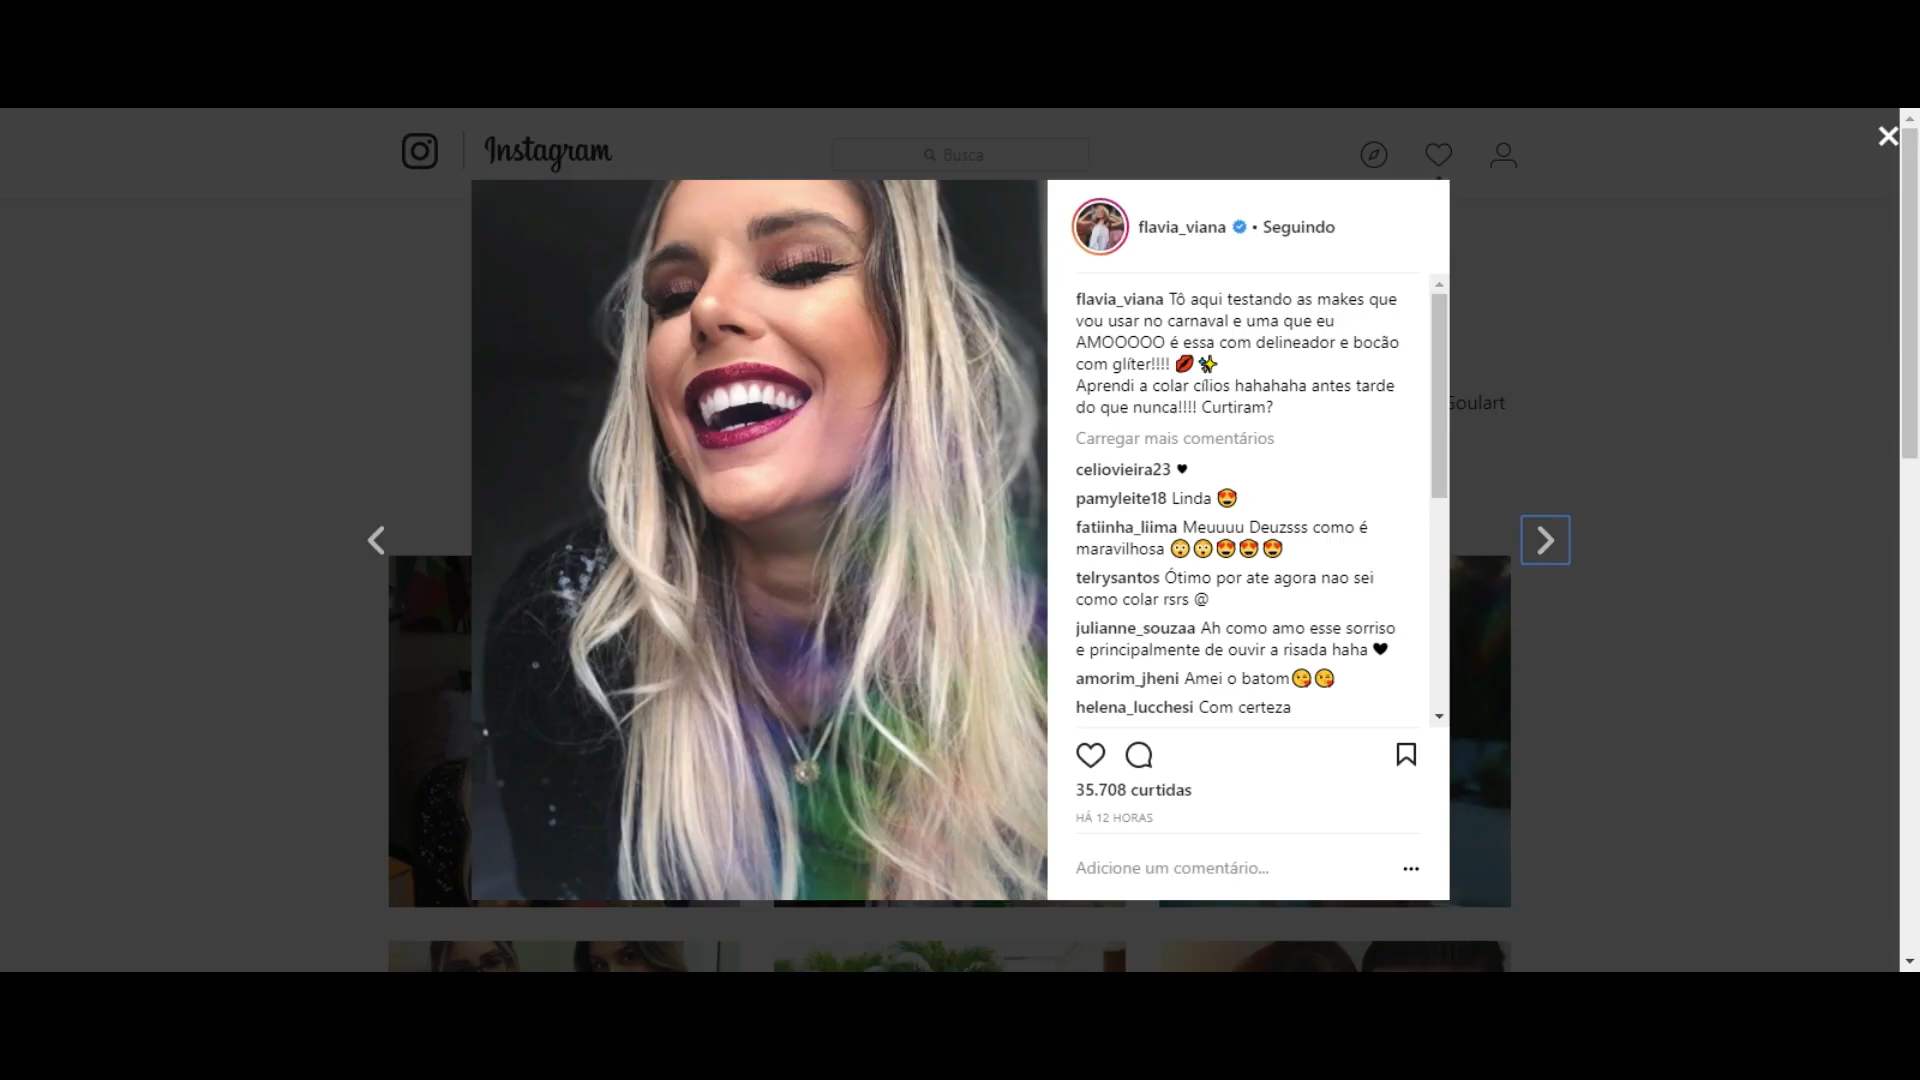 Instagram
Busca
flavia_viana • Seguindo
flavia_viana Tô aqui testando as makes que
vou usar no carnaval e uma que eu
AMOOOOO é essa com delineador e bocão
com glíter!!!! 💋✨
Aprendi a colar cílios hahahaha antes tarde
do que nunca!!!! Curtiram?
Carregar mais comentários
celiovieira23 ♥
pamyleite18 Linda 😍
fatiinha_liima Meuuuu Deuzsss como é
maravilhosa 😲😲😍😍😍
telrysantos Ótimo por ate agora nao sei
como colar rsrs @
julianne_souzaa Ah como amo esse sorriso
e principalmente de ouvir a risada haha ♥
amorim_jheni Amei o batom😘😘
helena_lucchesi Com certeza
35.708 curtidas
HÁ 12 HORAS
Adicione um comentário...
Goulart